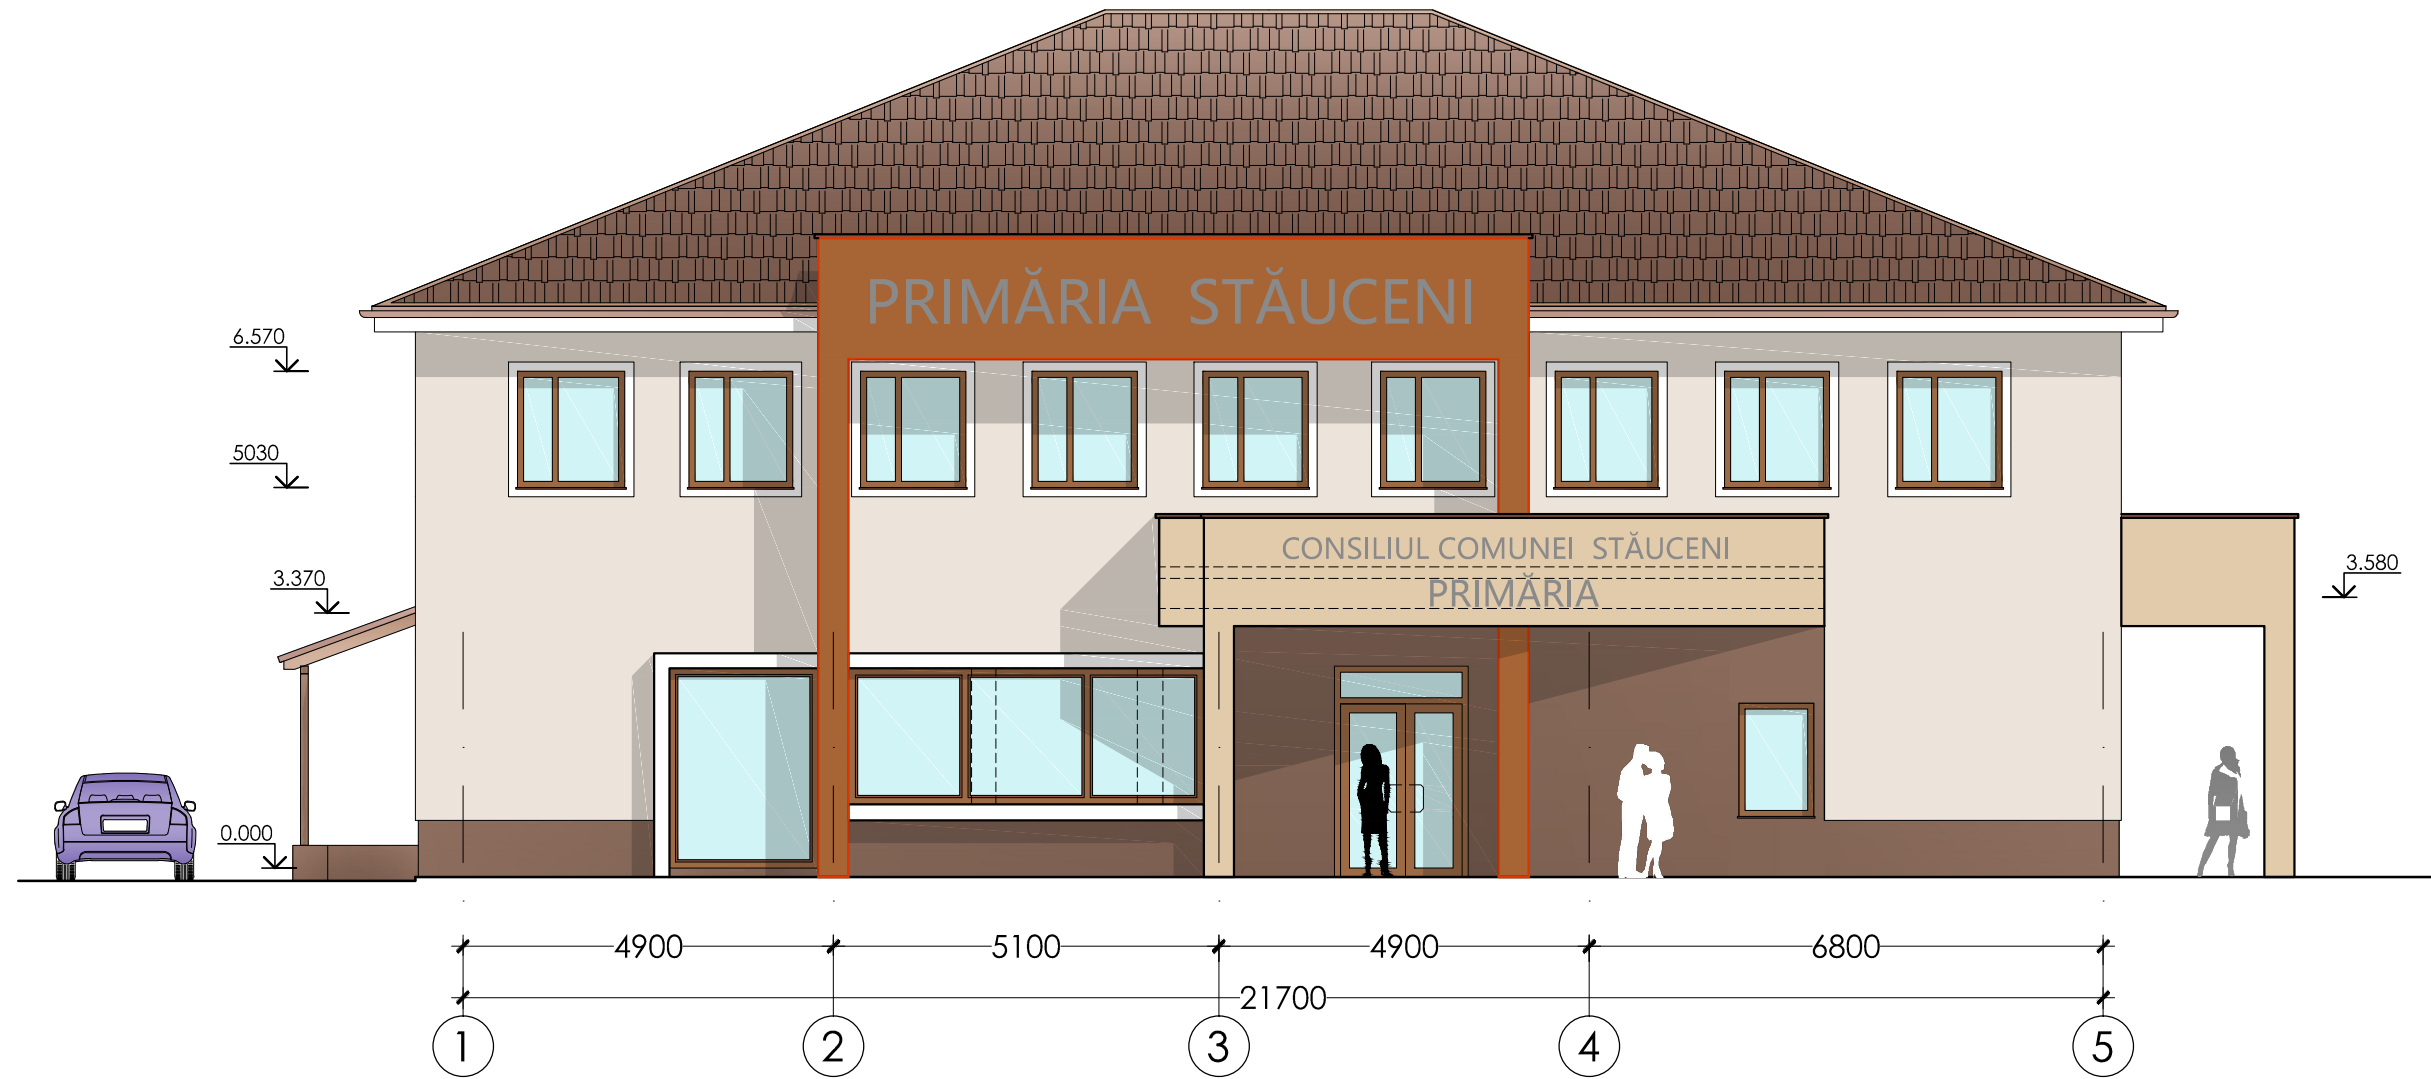 PRIMĂRIA STĂUCENI
6.570
5030
CONSILIUL COMUNEI STĂUCENI
PRIMĂRIA
3.370
3.580
0.000
4900 5100 4900 6800
21700
1 2 3 4 5